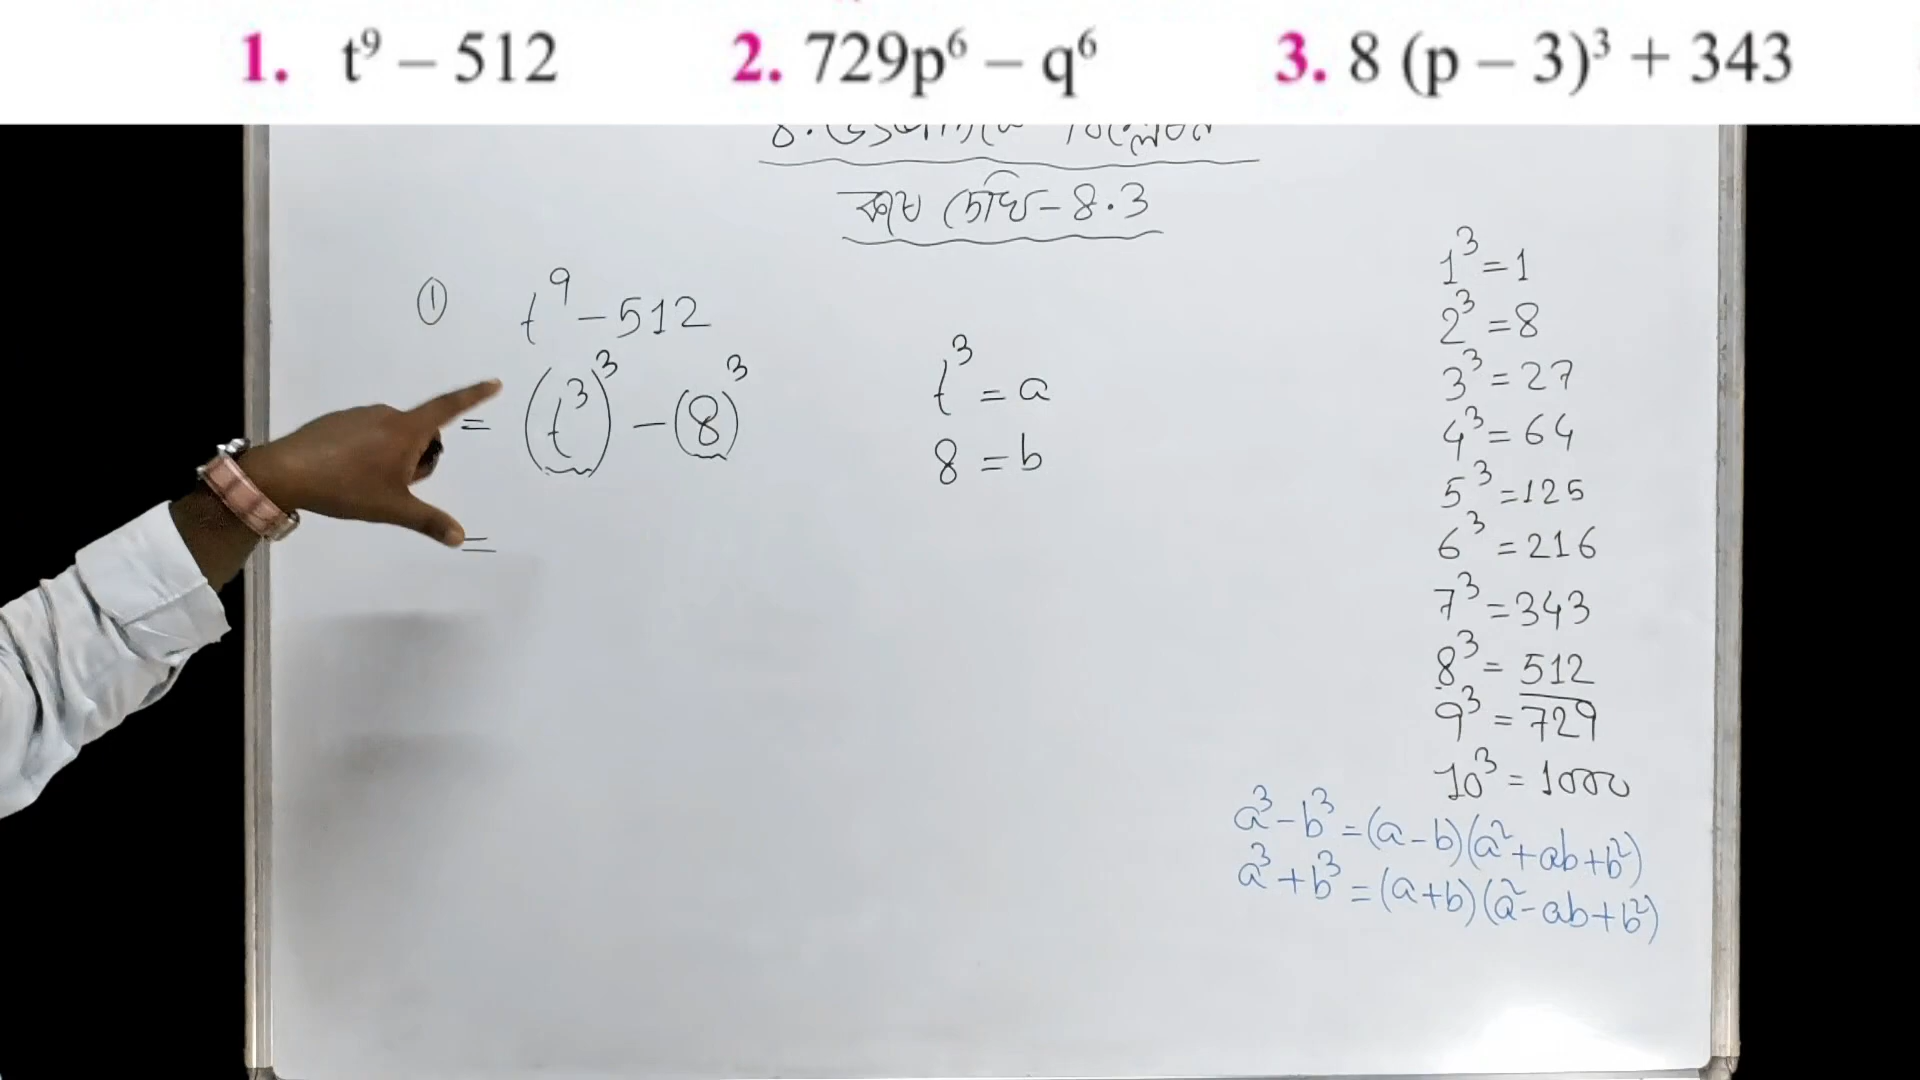 1. t⁹ – 512 2. 729p⁶ – q⁶ 3. 8 (p – 3)³ + 343
কষে দেখি – 8.3
① t⁹ – 512
= (t³)³ – (8)³
=
t³ = a
8 = b
1³ = 1
2³ = 8
3³ = 27
4³ = 64
5³ = 125
6³ = 216
7³ = 343
8³ = 512
9³ = 729
10³ = 1000
a³ – b³ = (a – b)(a² + ab + b²)
a³ + b³ = (a + b)(a² – ab + b²)